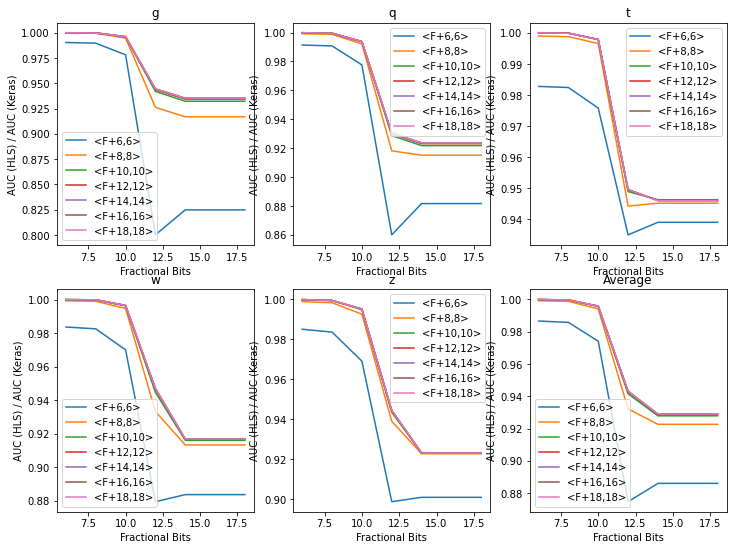 g
AUC (HLS) / AUC (Keras)
1.000
0.975
0.950
0.925
0.900
0.875
0.850
0.825
0.800
<F+6,6>
<F+8,8>
<F+10,10>
<F+12,12>
<F+14,14>
<F+16,16>
<F+18,18>
7.5 10.0 12.5 15.0 17.5
Fractional Bits
q
AUC (HLS) / AUC (Keras)
1.00
0.98
0.96
0.94
0.92
0.90
0.88
0.86
<F+6,6>
<F+8,8>
<F+10,10>
<F+12,12>
<F+14,14>
<F+16,16>
<F+18,18>
7.5 10.0 12.5 15.0 17.5
Fractional Bits
t
AUC (HLS) / AUC (Keras)
1.00
0.99
0.98
0.97
0.96
0.95
0.94
<F+6,6>
<F+8,8>
<F+10,10>
<F+12,12>
<F+14,14>
<F+16,16>
<F+18,18>
7.5 10.0 12.5 15.0 17.5
Fractional Bits
w
AUC (HLS) / AUC (Keras)
1.00
0.98
0.96
0.94
0.92
0.90
0.88
<F+6,6>
<F+8,8>
<F+10,10>
<F+12,12>
<F+14,14>
<F+16,16>
<F+18,18>
7.5 10.0 12.5 15.0 17.5
Fractional Bits
z
AUC (HLS) / AUC (Keras)
1.00
0.98
0.96
0.94
0.92
0.90
<F+6,6>
<F+8,8>
<F+10,10>
<F+12,12>
<F+14,14>
<F+16,16>
<F+18,18>
7.5 10.0 12.5 15.0 17.5
Fractional Bits
Average
AUC (HLS) / AUC (Keras)
1.00
0.98
0.96
0.94
0.92
0.90
0.88
<F+6,6>
<F+8,8>
<F+10,10>
<F+12,12>
<F+14,14>
<F+16,16>
<F+18,18>
7.5 10.0 12.5 15.0 17.5
Fractional Bits